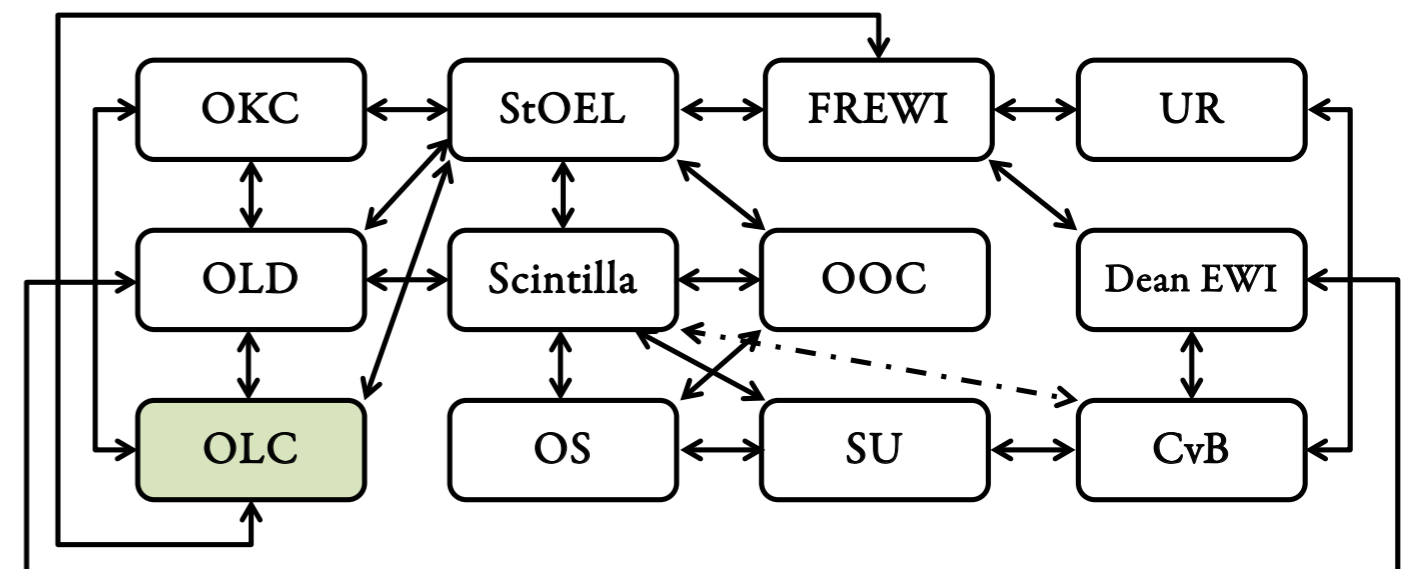 OKC
StOEL
FREWI
UR
OLD
Scintilla
OOC
Dean EWI
OLC
OS
SU
CvB